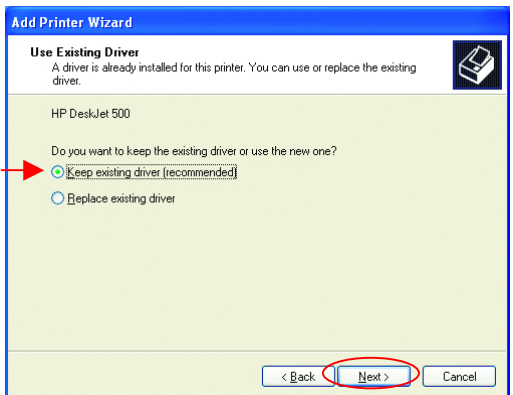 Add Printer Wizard
Use Existing Driver
A driver is already installed for this printer. You can use or replace the existing
driver.
HP DeskJet 500
Do you want to keep the existing driver or use the new one?
Keep existing driver (recommended)
Replace existing driver
< Back
Next >
Cancel